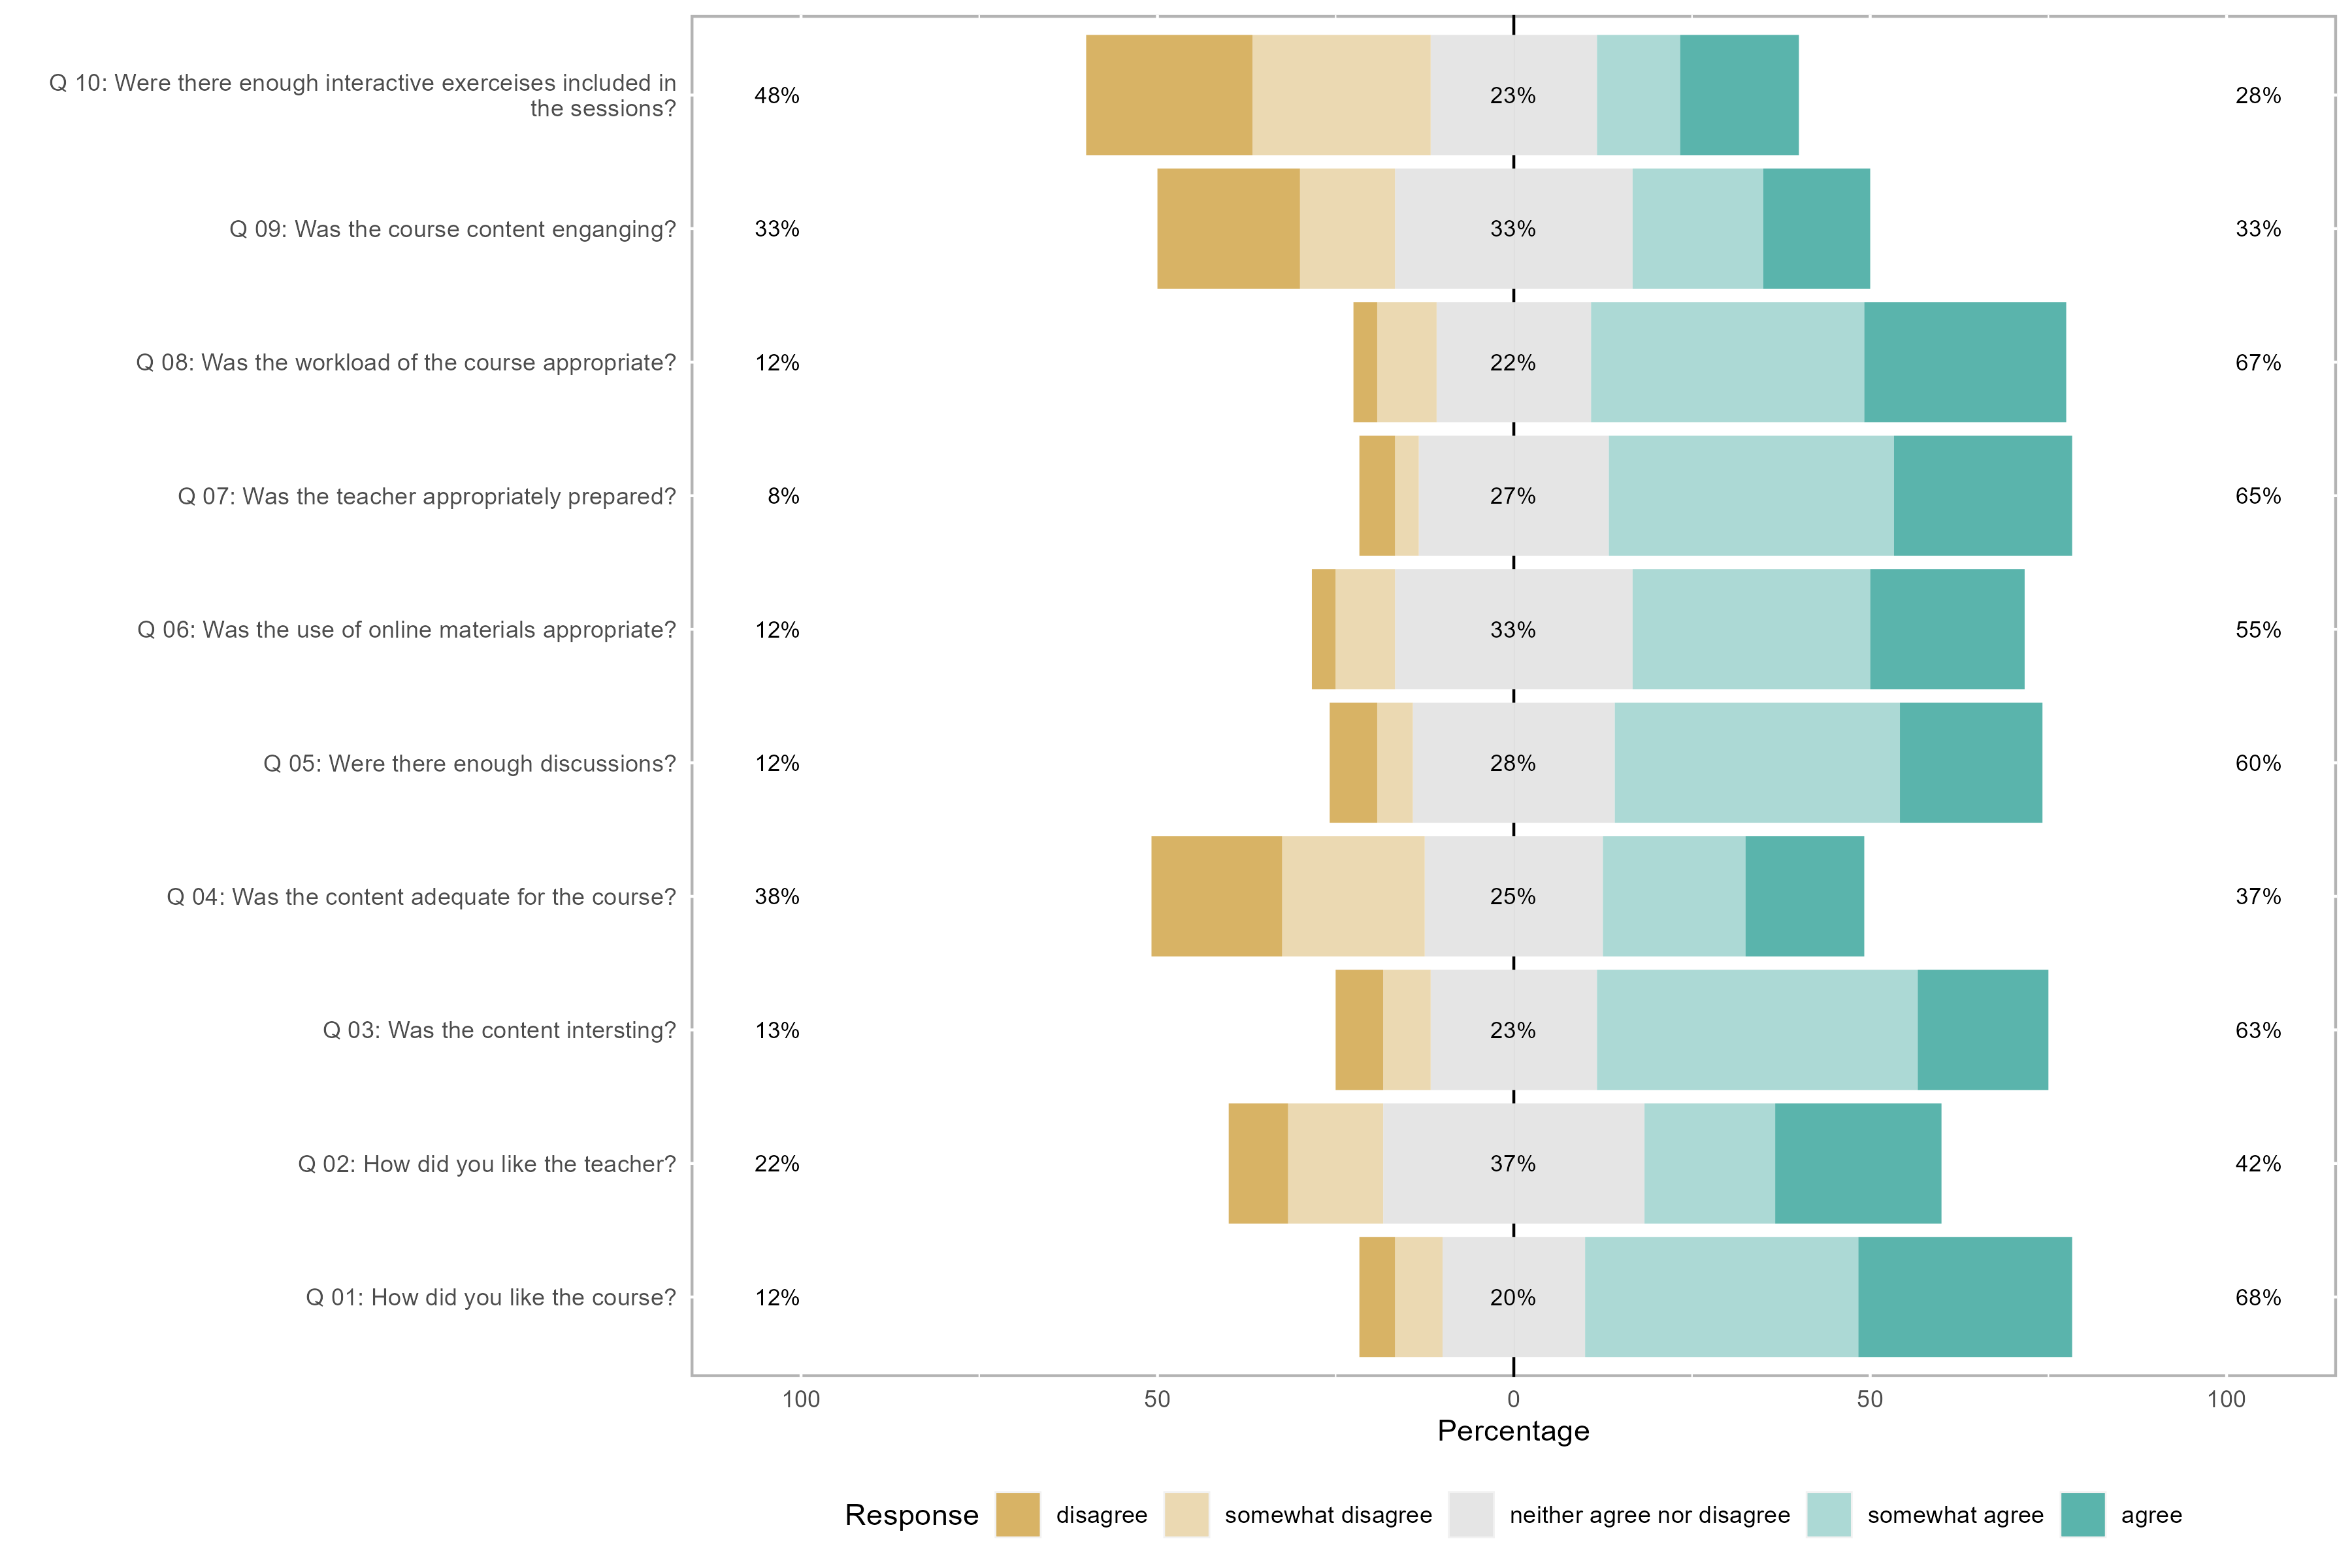 Q 10: Were there enough interactive exerceises included in
the sessions?
48%
23%
28%
Q 09: Was the course content enganging?
33%
33%
33%
Q 08: Was the workload of the course appropriate?
12%
22%
67%
Q 07: Was the teacher appropriately prepared?
8%
27%
65%
Q 06: Was the use of online materials appropriate?
12%
33%
55%
Q 05: Were there enough discussions?
12%
28%
60%
Q 04: Was the content adequate for the course?
38%
25%
37%
Q 03: Was the content intersting?
13%
23%
63%
Q 02: How did you like the teacher?
22%
37%
42%
Q 01: How did you like the course?
12%
20%
68%
100
50
0
50
100
Percentage
Response
disagree
somewhat disagree
neither agree nor disagree
somewhat agree
agree